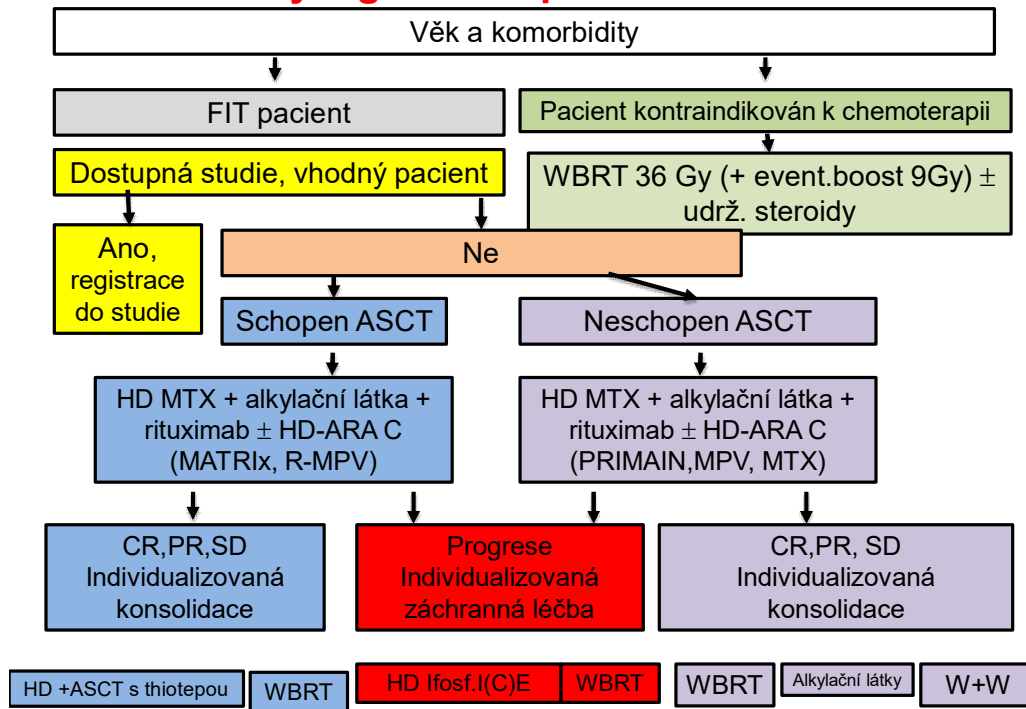 Věk a komorbidity
FIT pacient
Pacient kontraindikován k chemoterapii
Dostupná studie, vhodný pacient
WBRT 36 Gy (+ event.boost 9Gy) ±
udrž. steroidy
Ano,
registrace
do studie
Ne
Schopen ASCT
Neschopen ASCT
HD MTX + alkylační látka +
rituximab ± HD-ARA C
(MATRIx, R-MPV)
HD MTX + alkylační látka +
rituximab ± HD-ARA C
(PRIMAIN,MPV, MTX)
CR,PR,SD
Individualizovaná
konsolidace
Progrese
Individualizovaná
záchranná léčba
CR,PR, SD
Individualizovaná
konsolidace
HD +ASCT s thiotepou
WBRT
HD Ifosf.I(C)E
WBRT
WBRT
Alkylační látky
W+W